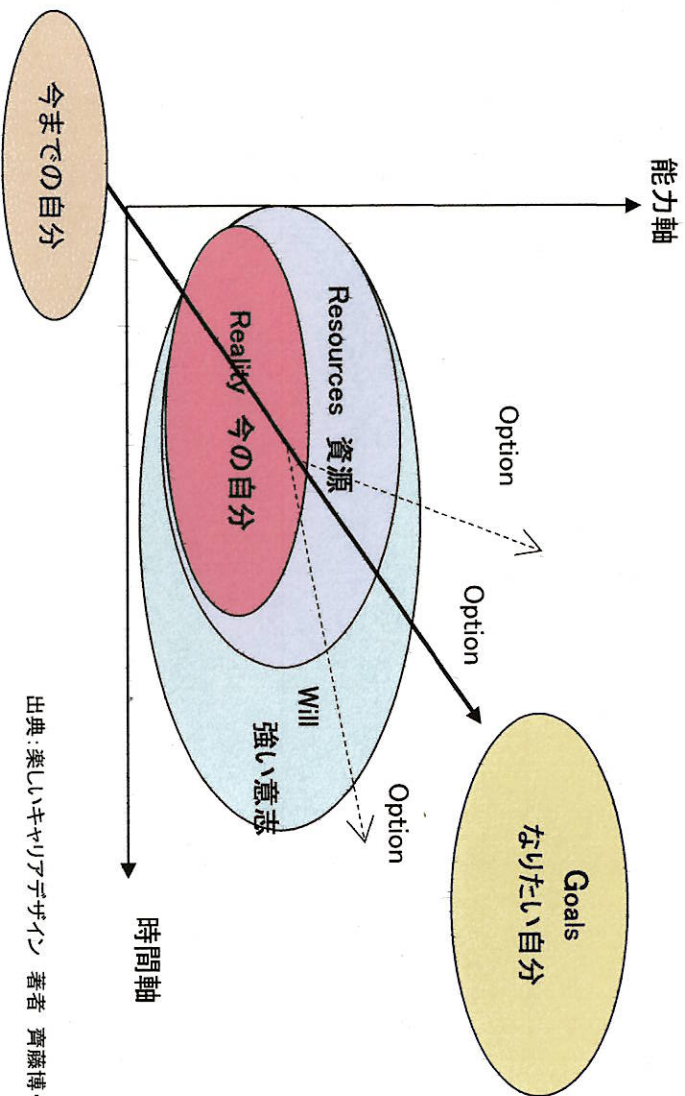 能力軸
Option
Goals
なりたい自分
Option
Resources 資源
Option
Reality 今の自分
Will
強い意志
今までの自分
時間軸
出典:楽しいキャリアデザイン 著者 齊藤博